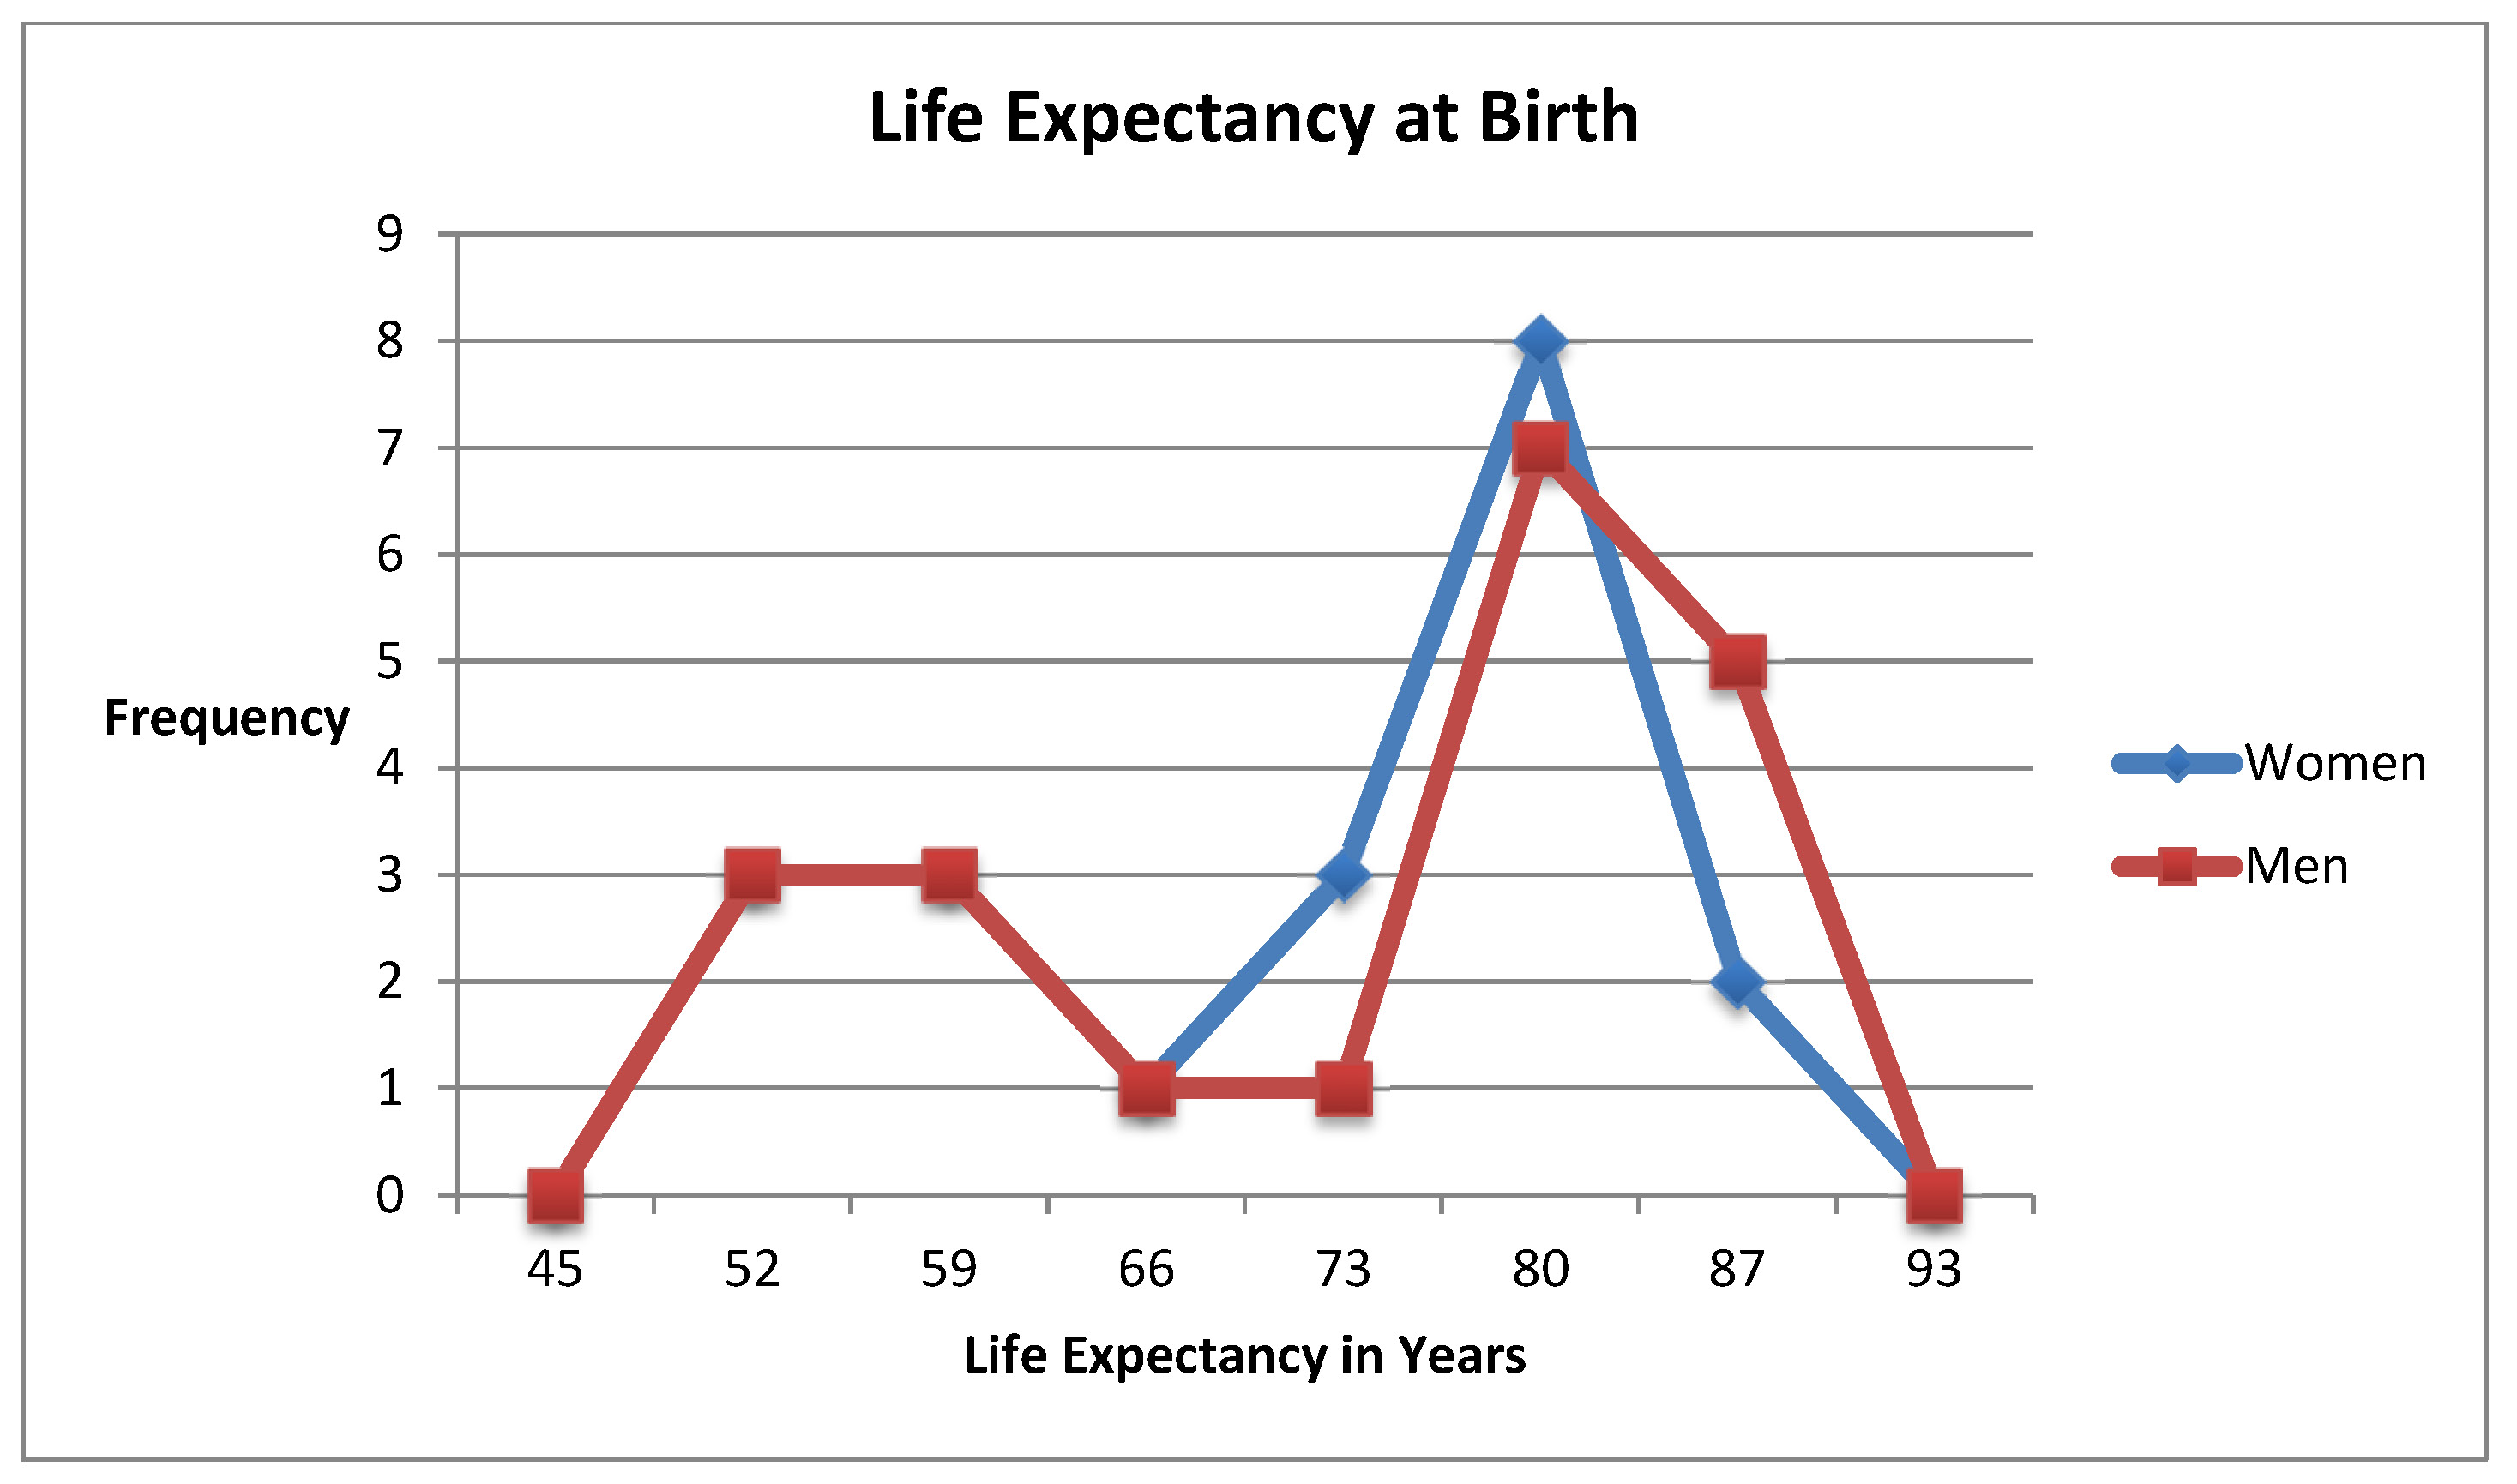 Life Expectancy at Birth
9
8
7
6
5
4
3
2
1
0
Frequency
Women
Men
45 52 59 66 73 80 87 93
Life Expectancy in Years